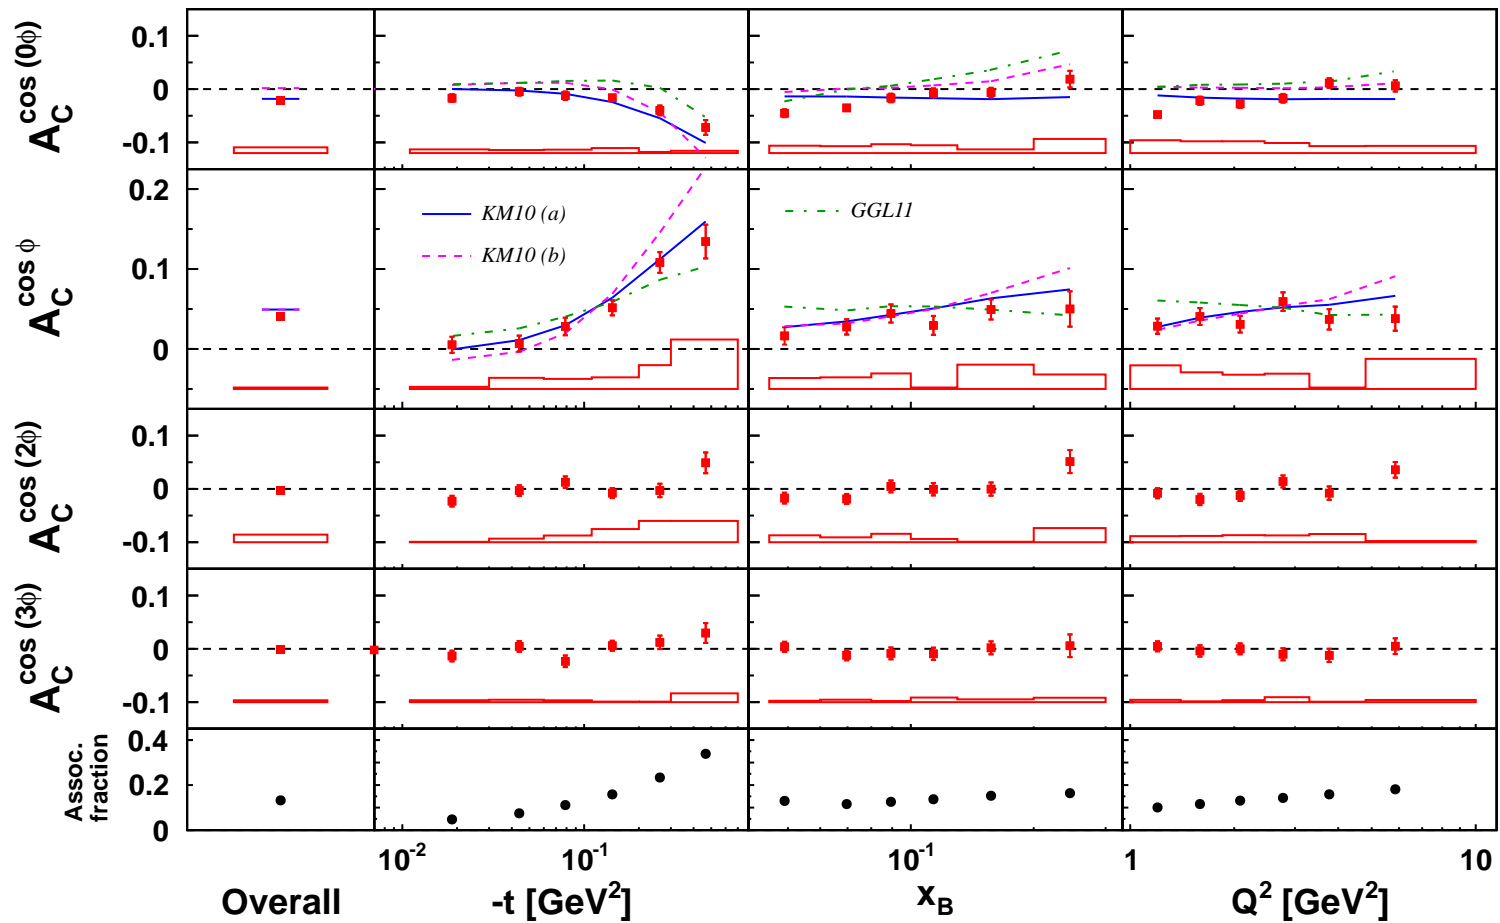 A_C^cos (0φ)
0.1
0
-0.1
A_C^cos φ
0.2
0.1
0
KM10 (a)
KM10 (b)
GGL11
A_C^cos (2φ)
0.1
0
-0.1
A_C^cos (3φ)
0.1
0
-0.1
Assoc.
fraction
0.4
0.2
0
10^-2 10^-1 10^-1 1 10
Overall -t [GeV^2] x_B Q^2 [GeV^2]